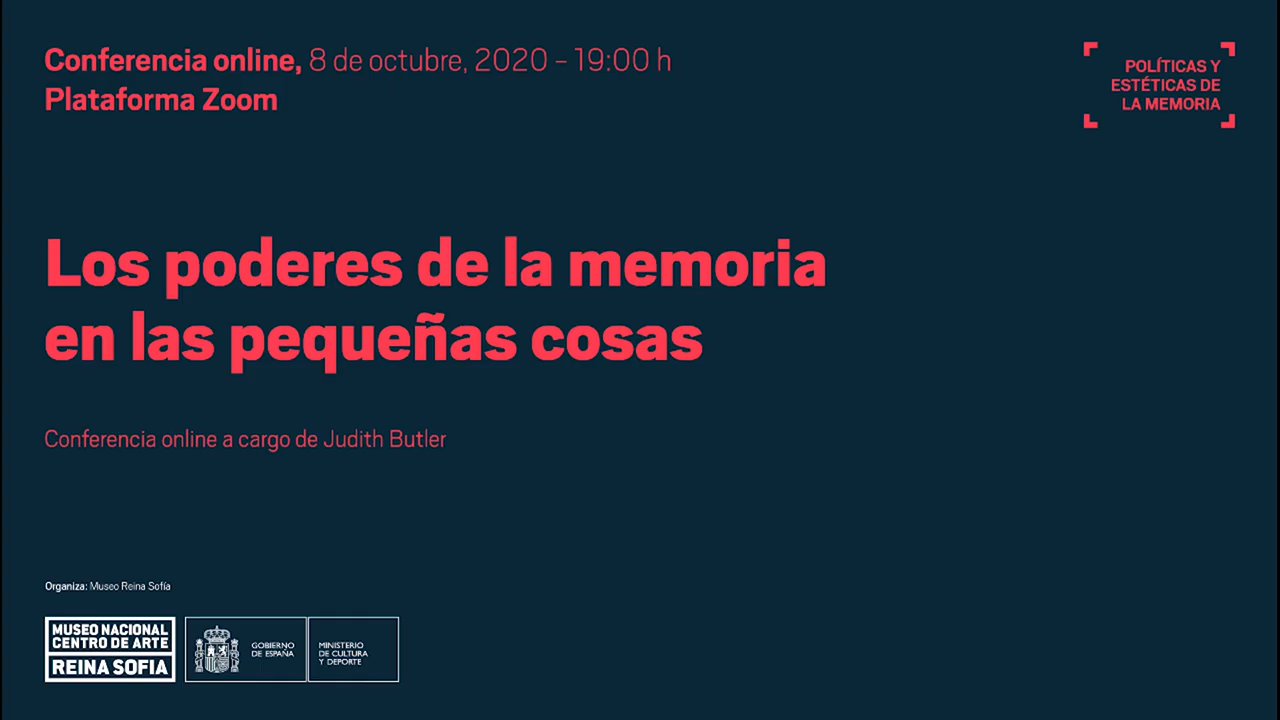 Conferencia online, 8 de octubre, 2020 – 19:00 h
Plataforma Zoom
POLÍTICAS Y
ESTÉTICAS DE
LA MEMORIA
Los poderes de la memoria
en las pequeñas cosas
Conferencia online a cargo de Judith Butler
Organiza: Museo Reina Sofía
MUSEO NACIONAL
CENTRO DE ARTE
REINA SOFIA
GOBIERNO
DE ESPAÑA
MINISTERIO
DE CULTURA
Y DEPORTE